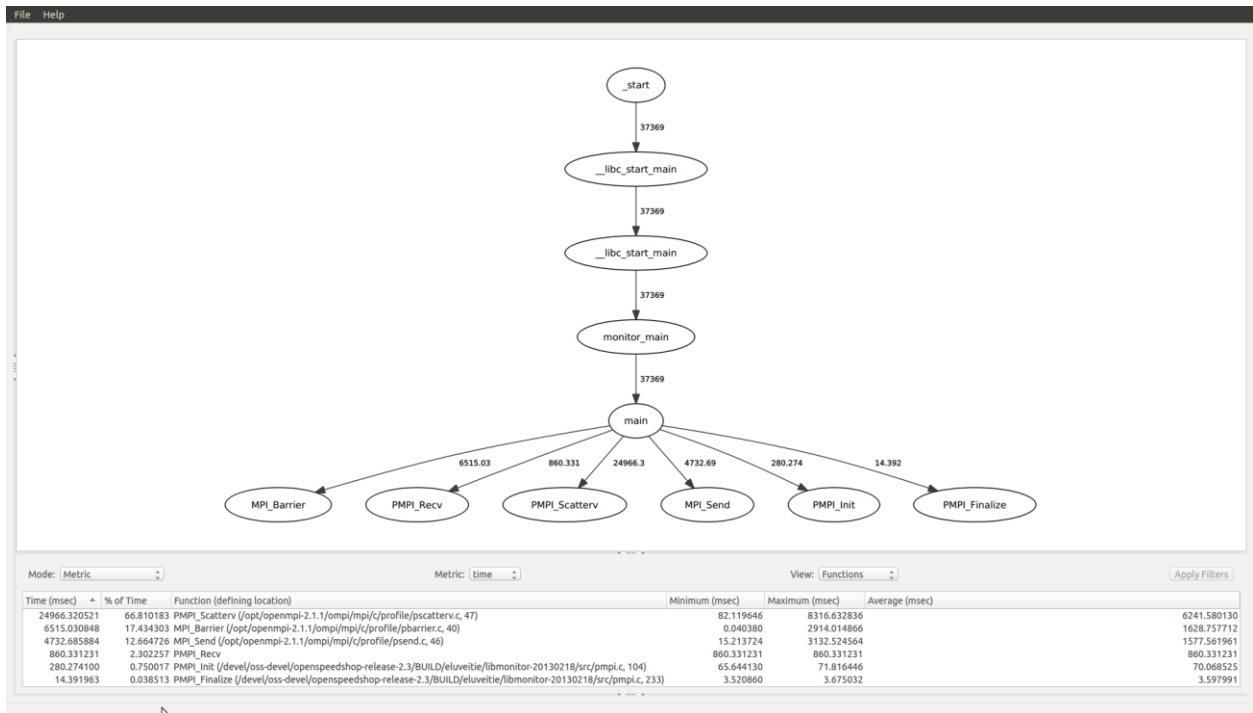 File Help
_start
37369
__libc_start_main
37369
__libc_start_main
37369
monitor_main
37369
main
6515.03 860.331 24966.3 4732.69 280.274 14.392
MPI_Barrier PMPI_Recv PMPI_Scatterv MPI_Send PMPI_Init PMPI_Finalize
Mode: Metric Metric: time View: Functions Apply Filters
Time (msec) % of Time Function (defining location) Minimum (msec) Maximum (msec) Average (msec)
24966.320521 66.810183 PMPI_Scatterv (/opt/openmpi-2.1.1/ompi/mpi/c/profile/pscatterv.c, 47) 82.119646 8316.632836 6241.580130
6515.030848 17.434303 MPI_Barrier (/opt/openmpi-2.1.1/ompi/mpi/c/profile/pbarrier.c, 40) 0.040380 2914.014866 1628.757712
4732.685884 12.664726 MPI_Send (/opt/openmpi-2.1.1/ompi/mpi/c/profile/psend.c, 46) 15.213724 3132.524564 1577.561961
860.331231 2.302257 PMPI_Recv 860.331231 860.331231 860.331231
280.274100 0.750017 PMPI_Init (/devel/oss-devel/openspeedshop-release-2.3/BUILD/eluveitie/libmonitor-20130218/src/pmpi.c, 104) 65.644130 71.816446 70.068525
14.391963 0.038513 PMPI_Finalize (/devel/oss-devel/openspeedshop-release-2.3/BUILD/eluveitie/libmonitor-20130218/src/pmpi.c, 233) 3.520860 3.675032 3.597991